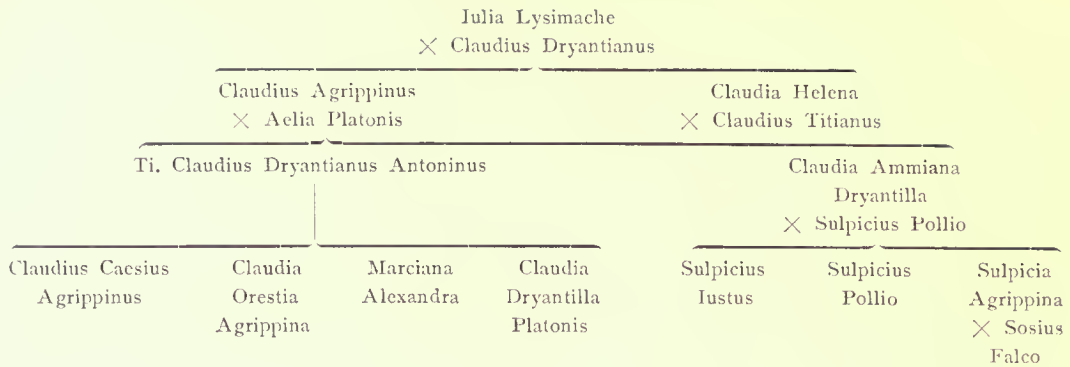 Iulia Lysimache
× Claudius Dryantianus
Claudius Agrippinus
× Aelia Platonis
Claudia Helena
× Claudius Titianus
Ti. Claudius Dryantianus Antoninus
Claudia Ammiana
Dryantilla
× Sulpicius Pollio
Claudius Caesius
Agrippinus
Claudia
Orestia
Agrippina
Marciana
Alexandra
Claudia
Dryantilla
Platonis
Sulpicius
Iustus
Sulpicius
Pollio
Sulpicia
Agrippina
× Sosius
Falco